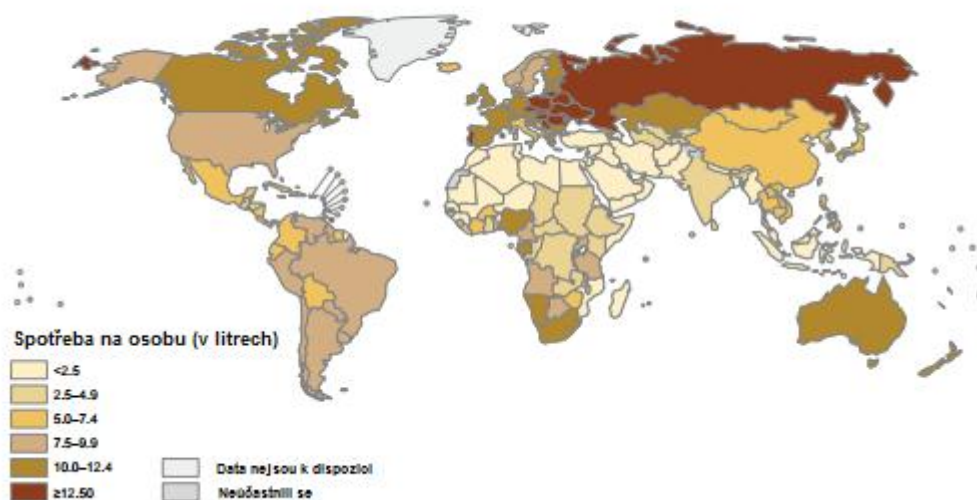 Spotřeba na osobu (v litrech)
<2.5
2.5–4.9
5.0–7.4
7.5–9.9
10.0–12.4
≥12.50
Data nejsou k dispozici
Neúčastnili se